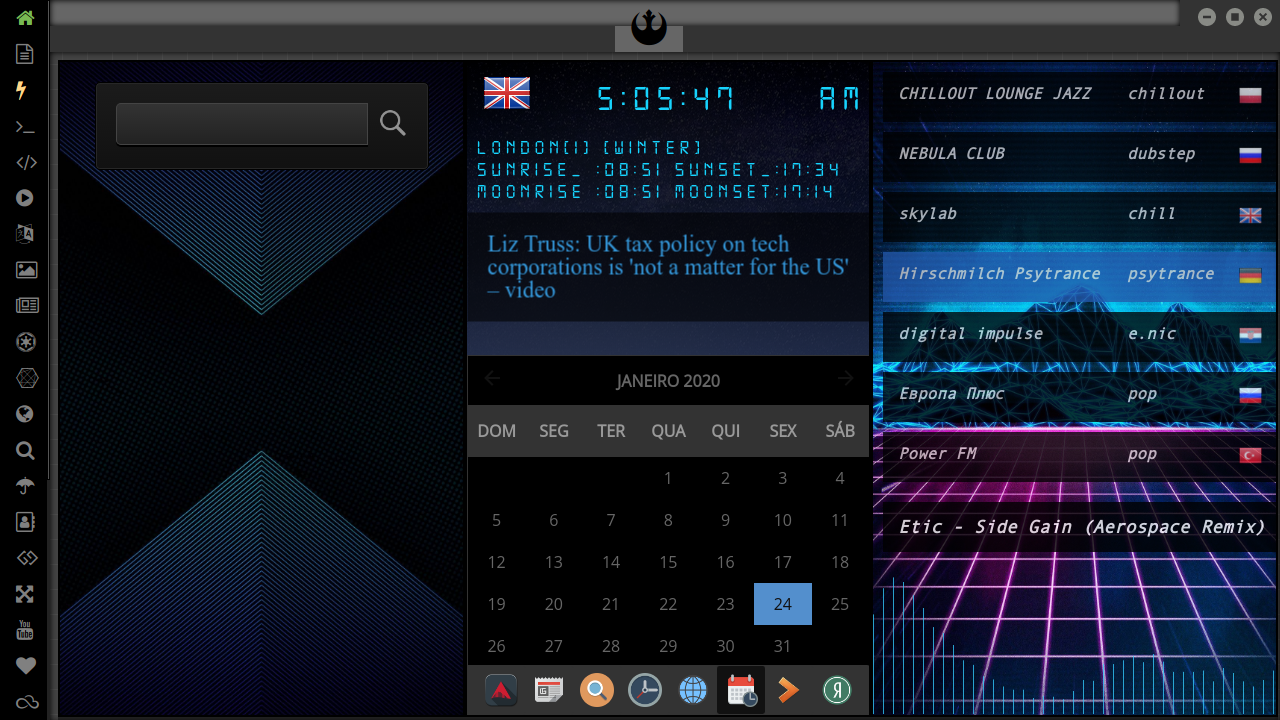 5:05:47 AM
LONDON(1) (WINTER)
SUNRISE_ :08:51 SUNSET_:17:34
MOONRISE :08:51 MOONSET:17:14
Liz Truss: UK tax policy on tech
corporations is 'not a matter for the US'
– video
JANEIRO 2020
DOM SEG TER QUA QUI SEX SÁB
1 2 3 4
5 6 7 8 9 10 11
12 13 14 15 16 17 18
19 20 21 22 23 24 25
26 27 28 29 30 31
CHILLOUT LOUNGE JAZZ chillout
NEBULA CLUB dubstep
skylab chill
Hirschmilch Psytrance psytrance
digital impulse e.nic
Европа Плюс pop
Power FM pop
Etic - Side Gain (Aerospace Remix)
You
Tube
Я